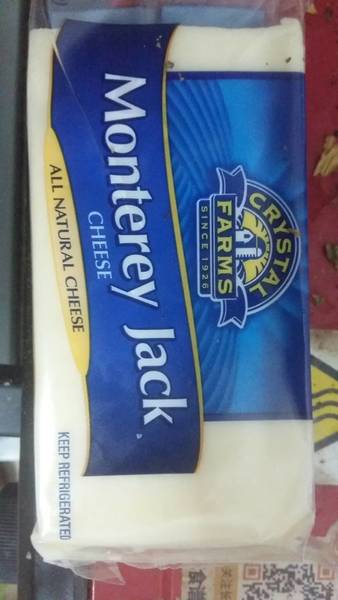 CRYSTAL
FARMS
SINCE 1926
Monterey Jack
CHEESE
ALL NATURAL CHEESE
KEEP REFRIGERATED